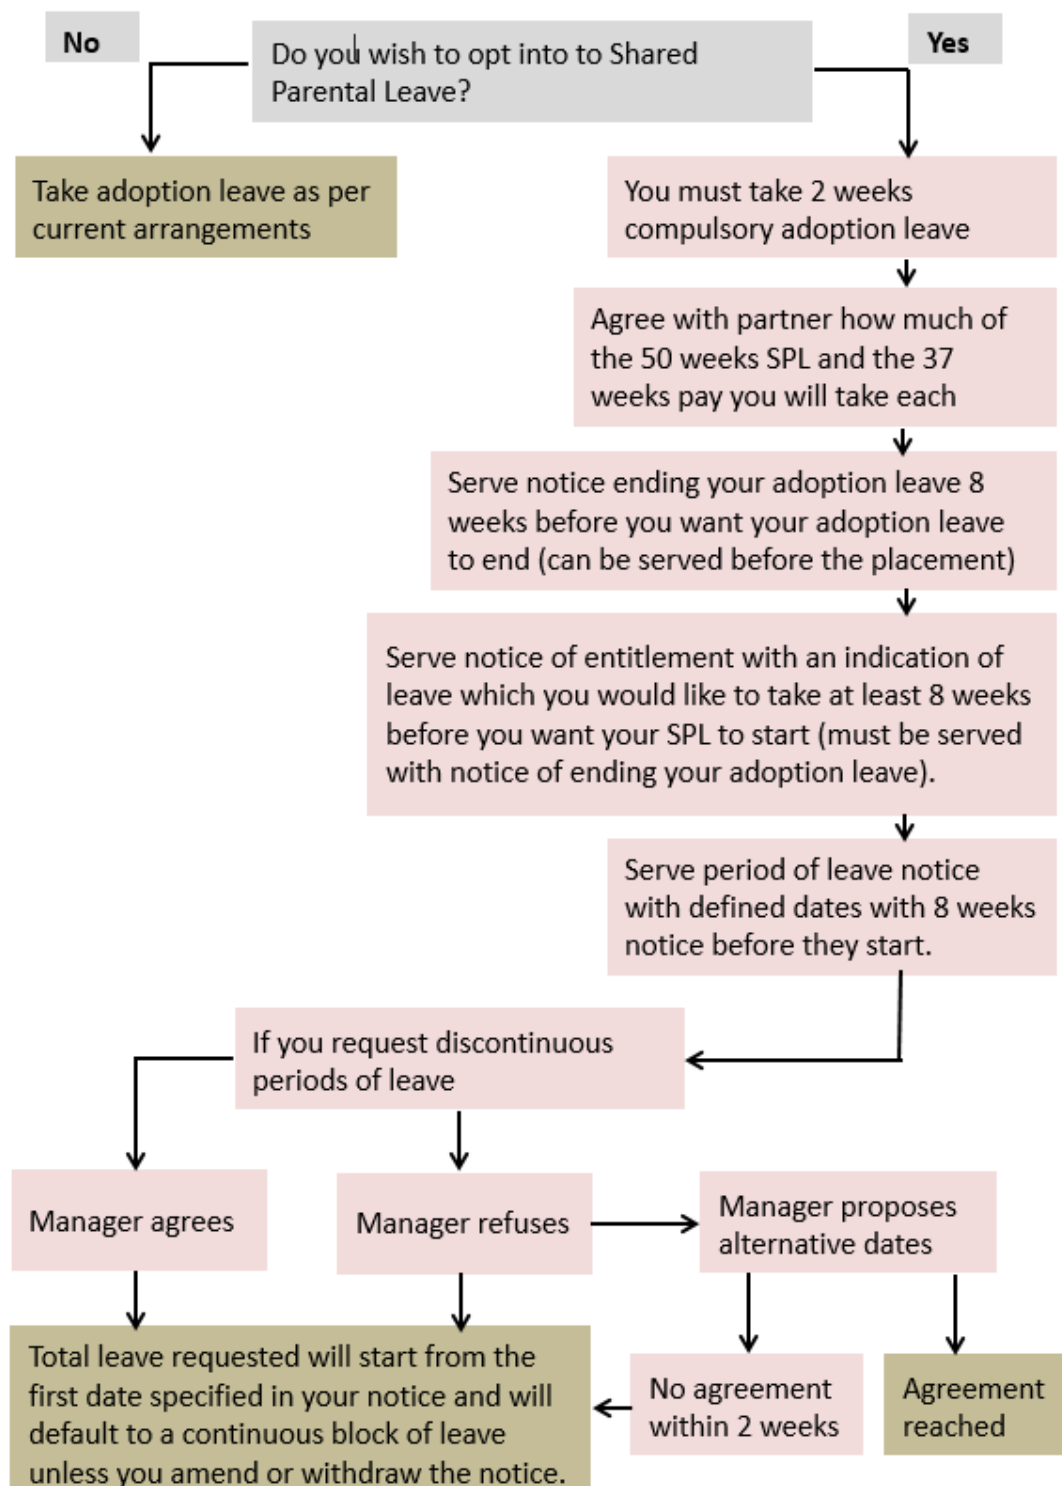 No
Do you wish to opt into to Shared
Parental Leave?
Yes
Take adoption leave as per
current arrangements
You must take 2 weeks
compulsory adoption leave
Agree with partner how much of
the 50 weeks SPL and the 37
weeks pay you will take each
Serve notice ending your adoption leave 8
weeks before you want your adoption leave
to end (can be served before the placement)
Serve notice of entitlement with an indication of
leave which you would like to take at least 8 weeks
before you want your SPL to start (must be served
with notice of ending your adoption leave).
Serve period of leave notice
with defined dates with 8 weeks
notice before they start.
If you request discontinuous
periods of leave
Manager agrees
Manager refuses
Manager proposes
alternative dates
Total leave requested will start from the
first date specified in your notice and will
default to a continuous block of leave
unless you amend or withdraw the notice.
No agreement
within 2 weeks
Agreement
reached